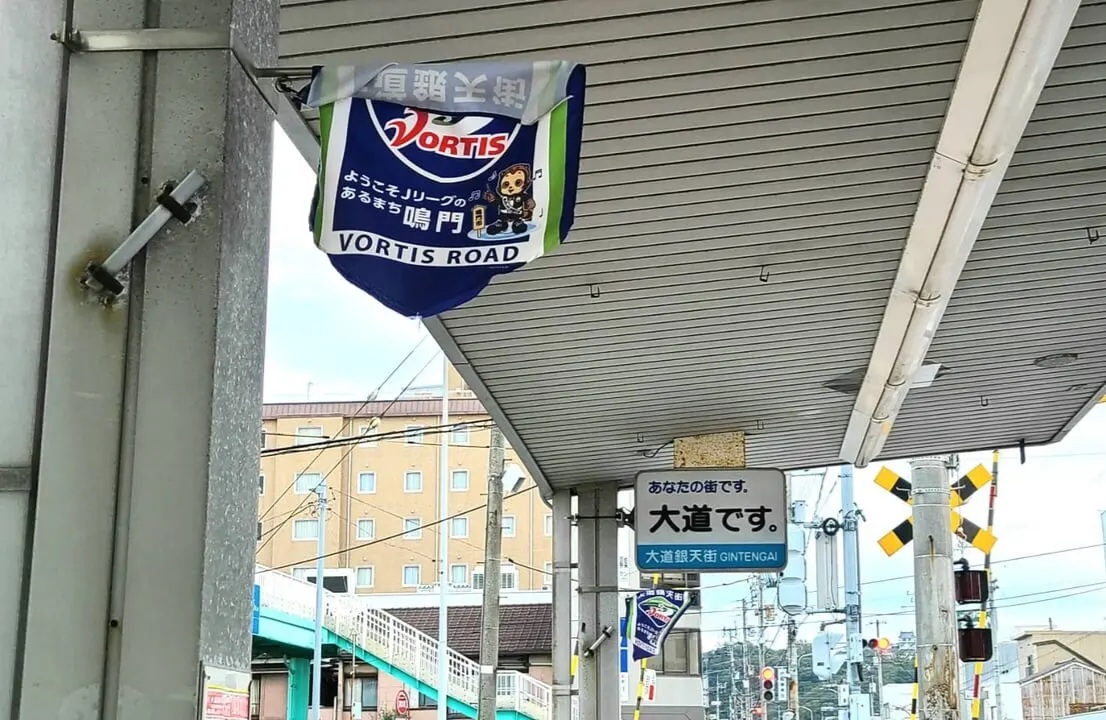 VORTIS
ようこそJリーグの
あるまち鳴門
VORTIS ROAD
あなたの街です。
大道です。
大道銀天街 GINTENGAI